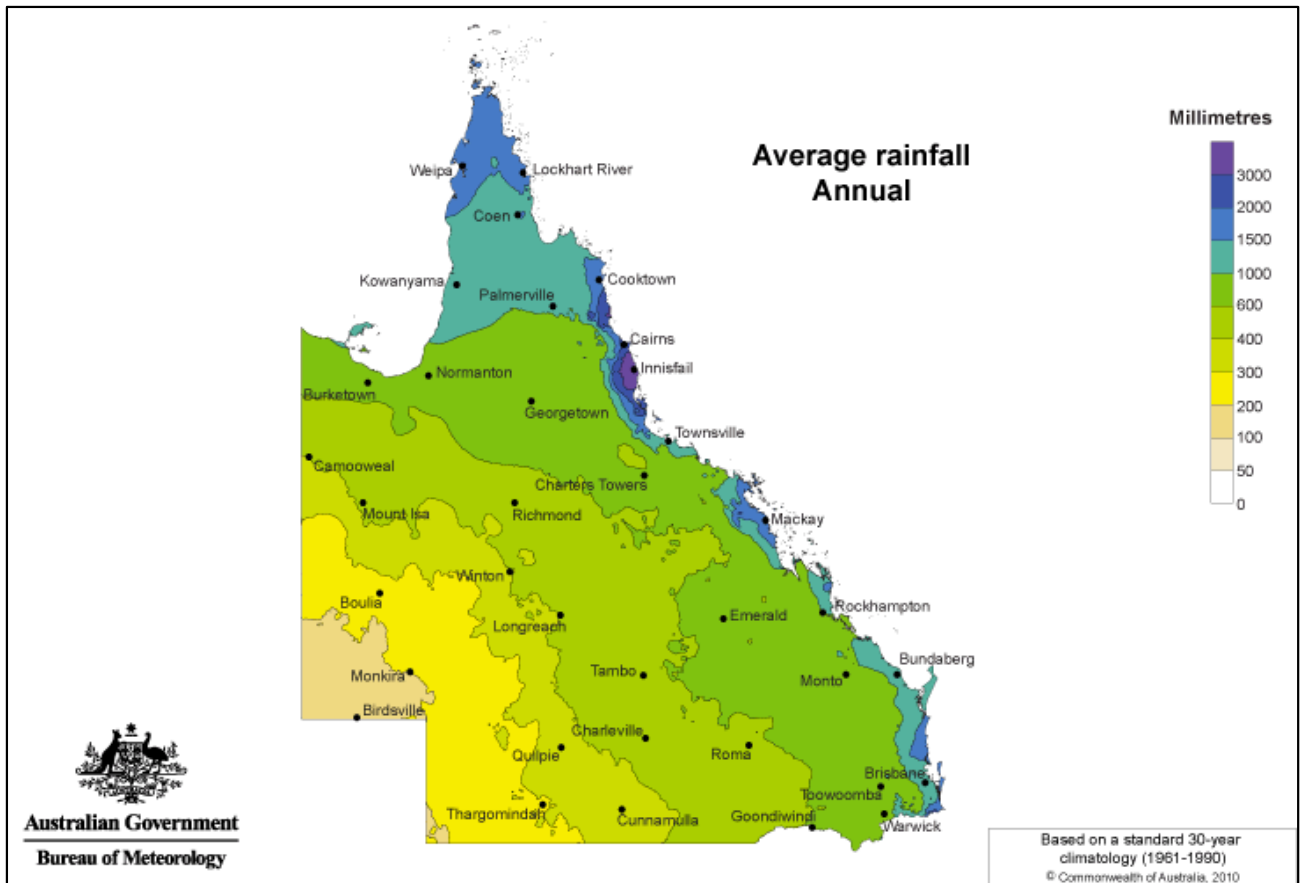 Average rainfall
Annual
Millimetres
3000
2000
1500
1000
600
400
300
200
100
50
0
Weipa
Lockhart River
Coen
Kowanyama
Cooktown
Palmerville
Cairns
Innisfail
Normanton
Burketown
Georgetown
Townsville
Camooweal
Charters Towers
Mount Isa
Richmond
Mackay
Winton
Boulia
Longreach
Emerald
Rockhampton
Monkira
Tambo
Monto
Bundaberg
Birdsville
Charleville
Quilpie
Roma
Brisbane
Toowoomba
Thargomindah
Cunnamulla
Goondiwindi
Warwick
Australian Government
Bureau of Meteorology
Based on a standard 30-year
climatology (1961-1990)
© Commonwealth of Australia, 2010